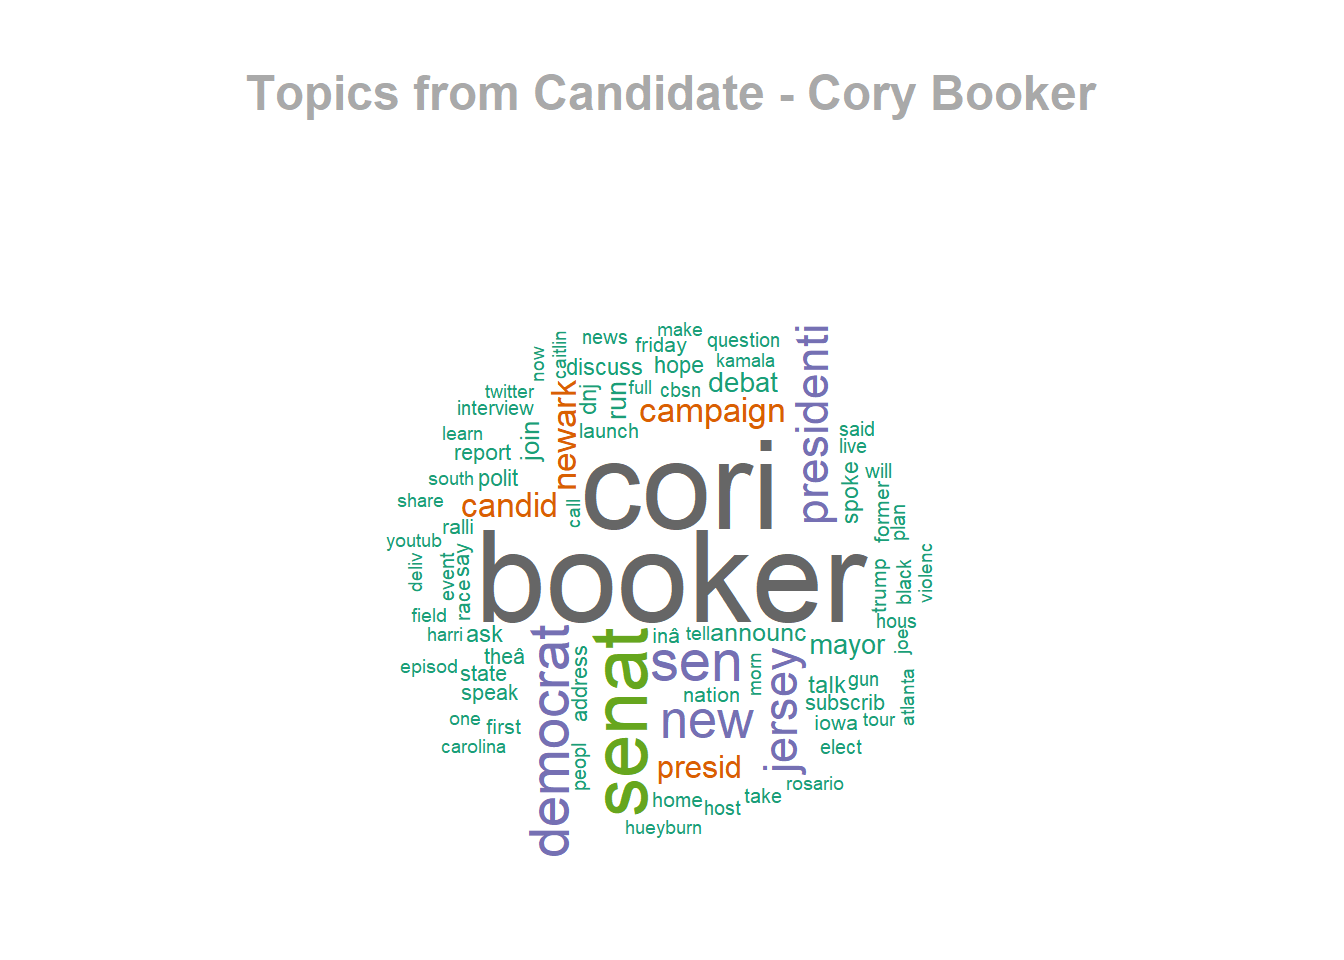 Topics from Candidate - Cory Booker
make
news
friday
question
now
caitlin
discuss
hope
kamala
presidenti
twitter
full
cbsn
debat
interview
newark
dnj
run
campaign
learn
join
launch
said
live
report
cori
south
polit
spoke
will
share
candid
call
former
plan
ralli
youtub
booker
deliv
event
say
race
trump
black
violenc
field
hous
harri
ask
democrat
senat
inâ
tell
announc
mayor
joe
theâ
sen
episod
state
address
morn
jersey
talk
gun
speak
nation
subscrib
atlanta
one
first
new
iowa
tour
carolina
peopl
presid
elect
rosario
home
host
take
hueyburn